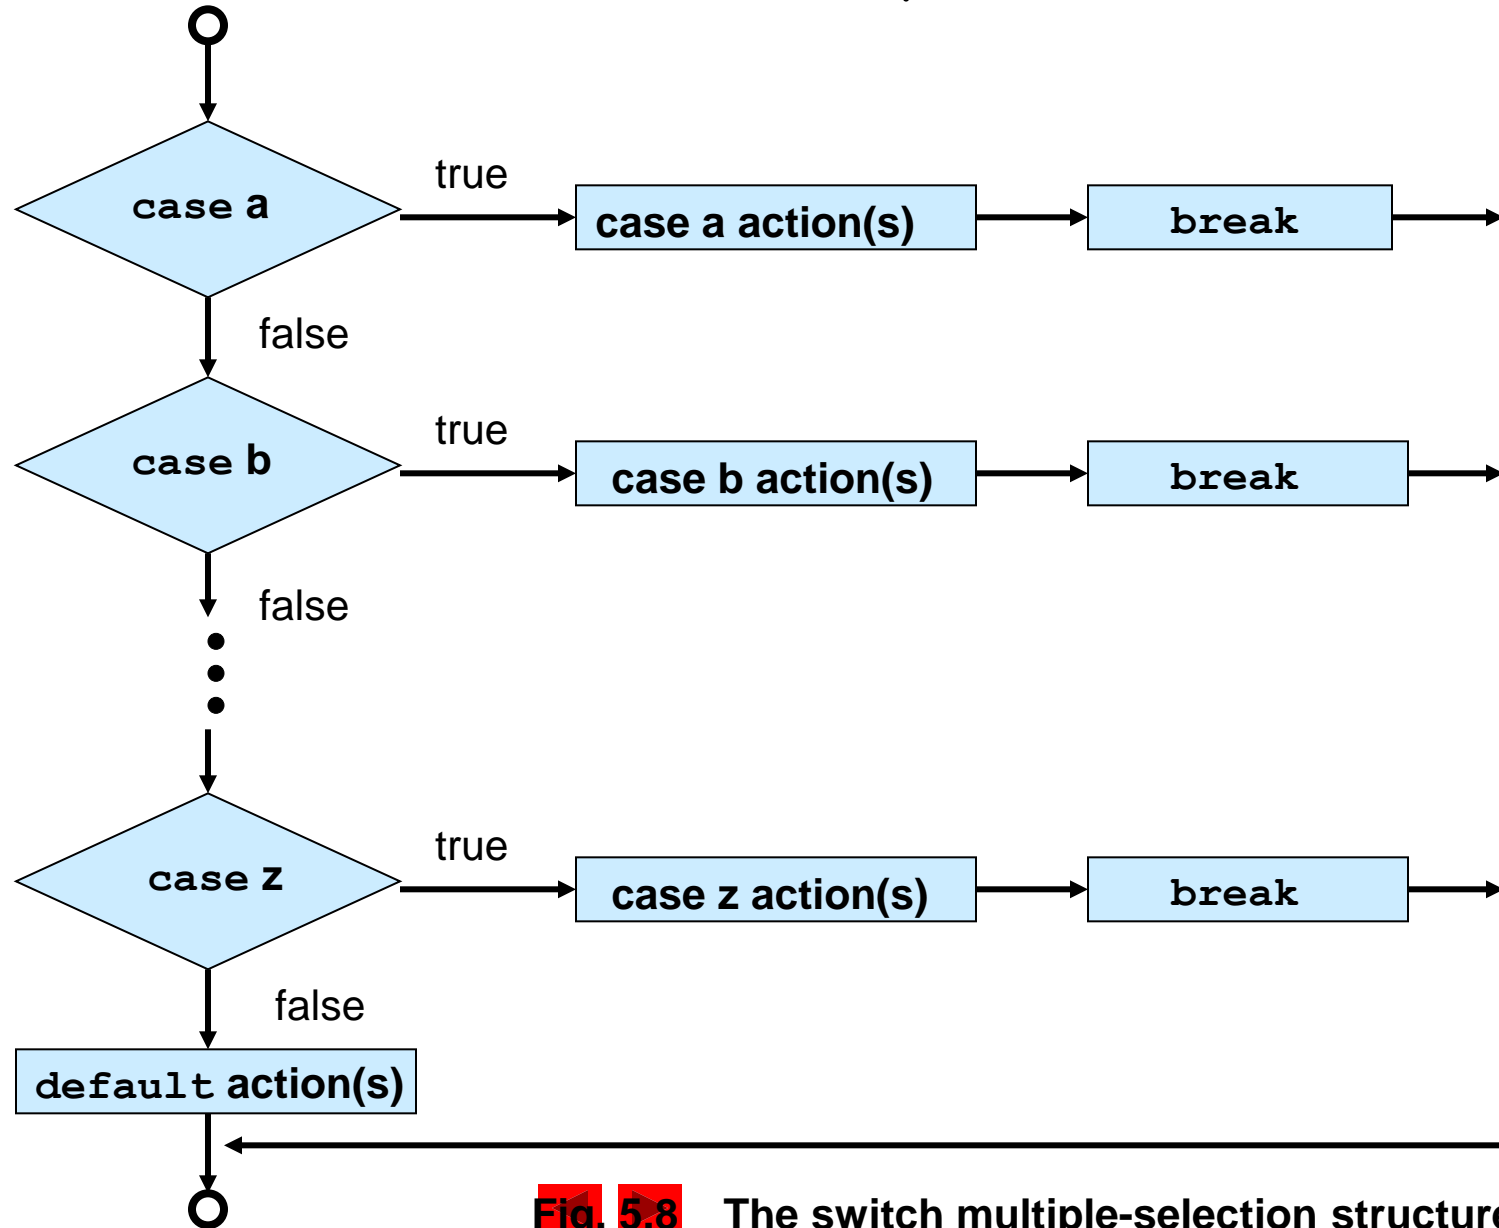 true
case a
case a action(s)
break
false
true
case b
case b action(s)
break
false
true
case z
case z action(s)
break
false
default action(s)
Fig. 5.8 The switch multiple-selection structure